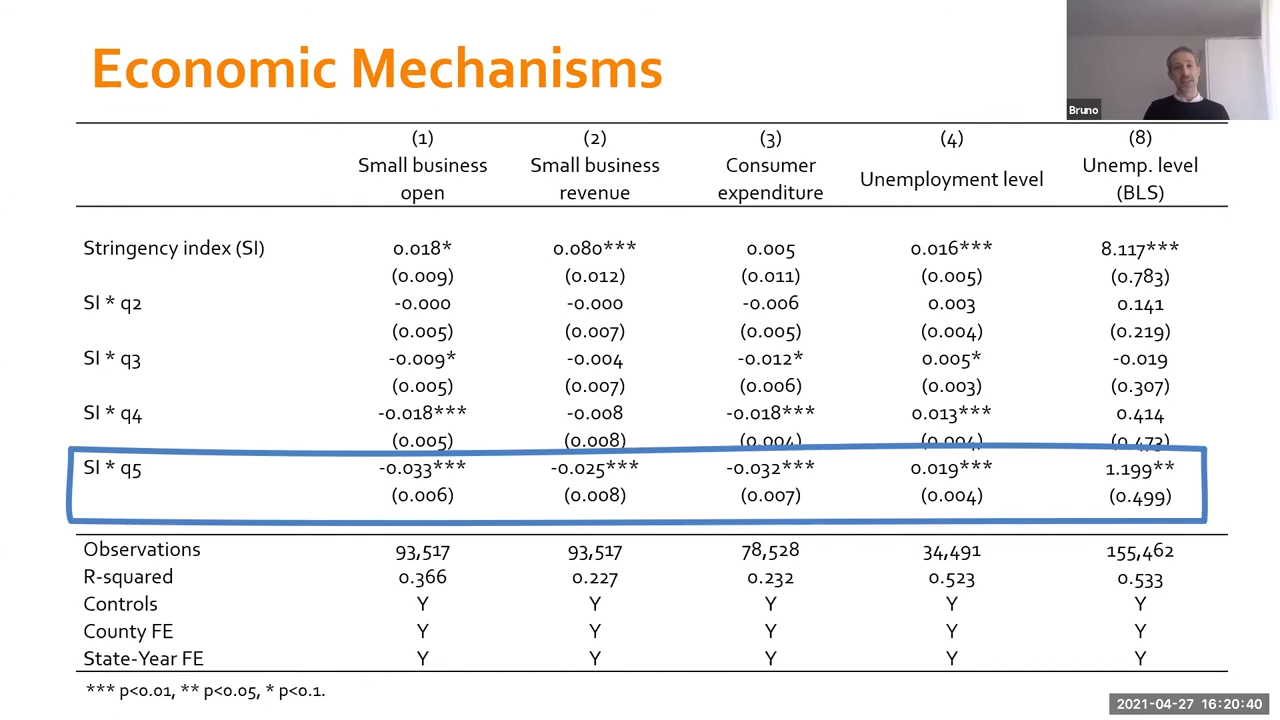 Economic Mechanisms
Bruno
(1) (2) (3) (4) (8)
Small business Small business Consumer Unemp. level
Unemployment level
open revenue expenditure (BLS)
Stringency index (SI) 0.018* 0.080*** 0.005 0.016*** 8.117***
(0.009) (0.012) (0.011) (0.005) (0.783)
SI * q2 -0.000 -0.000 -0.006 0.003 0.141
(0.005) (0.007) (0.005) (0.004) (0.219)
SI * q3 -0.009* -0.004 -0.012* 0.005* -0.019
(0.005) (0.007) (0.006) (0.003) (0.307)
SI * q4 -0.018*** -0.008 -0.018*** 0.013*** 0.414
(0.005) (0.008) (0.004) (0.004) (0.473)
SI * q5 -0.033*** -0.025*** -0.032*** 0.019*** 1.199**
(0.006) (0.008) (0.007) (0.004) (0.499)
Observations 93,517 93,517 78,528 34,491 155,462
R-squared 0.366 0.227 0.232 0.523 0.533
Controls Y Y Y Y Y
County FE Y Y Y Y Y
State-Year FE Y Y Y Y Y
*** p<0.01, ** p<0.05, * p<0.1.
2021-04-27 16:20:40